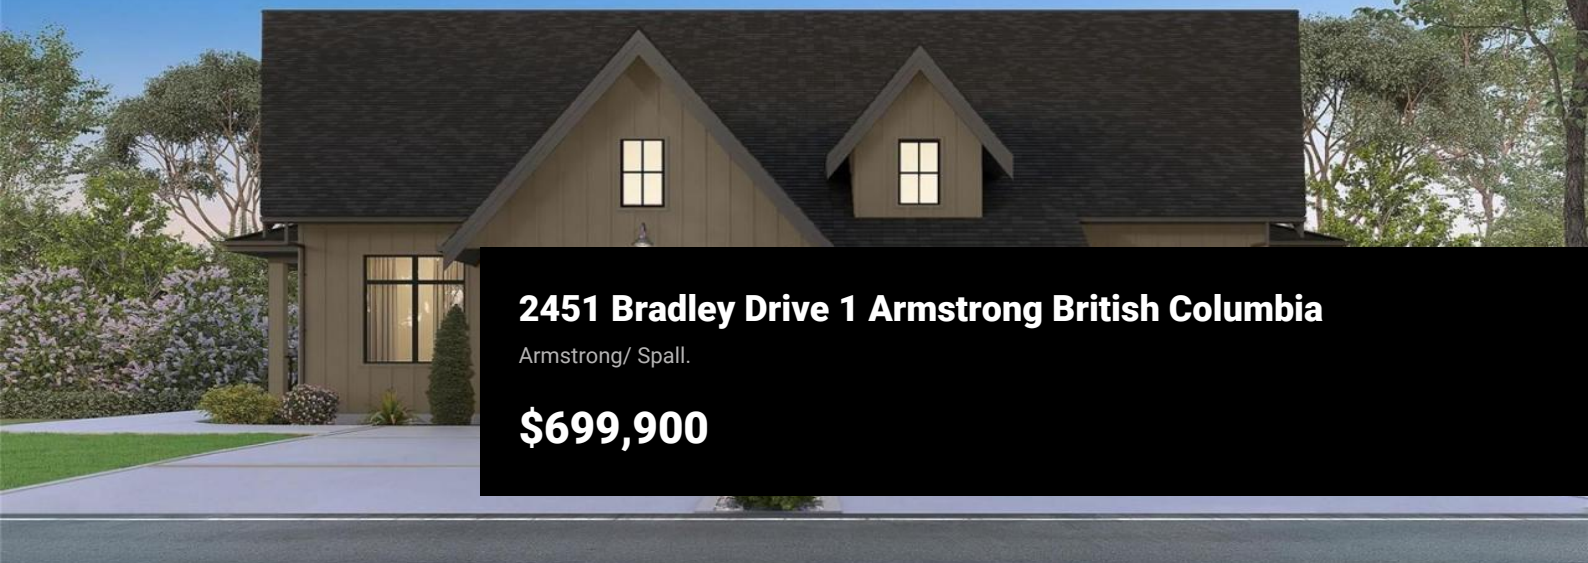 2451 Bradley Drive 1 Armstrong British Columbia
Armstrong/ Spall.
$699,900